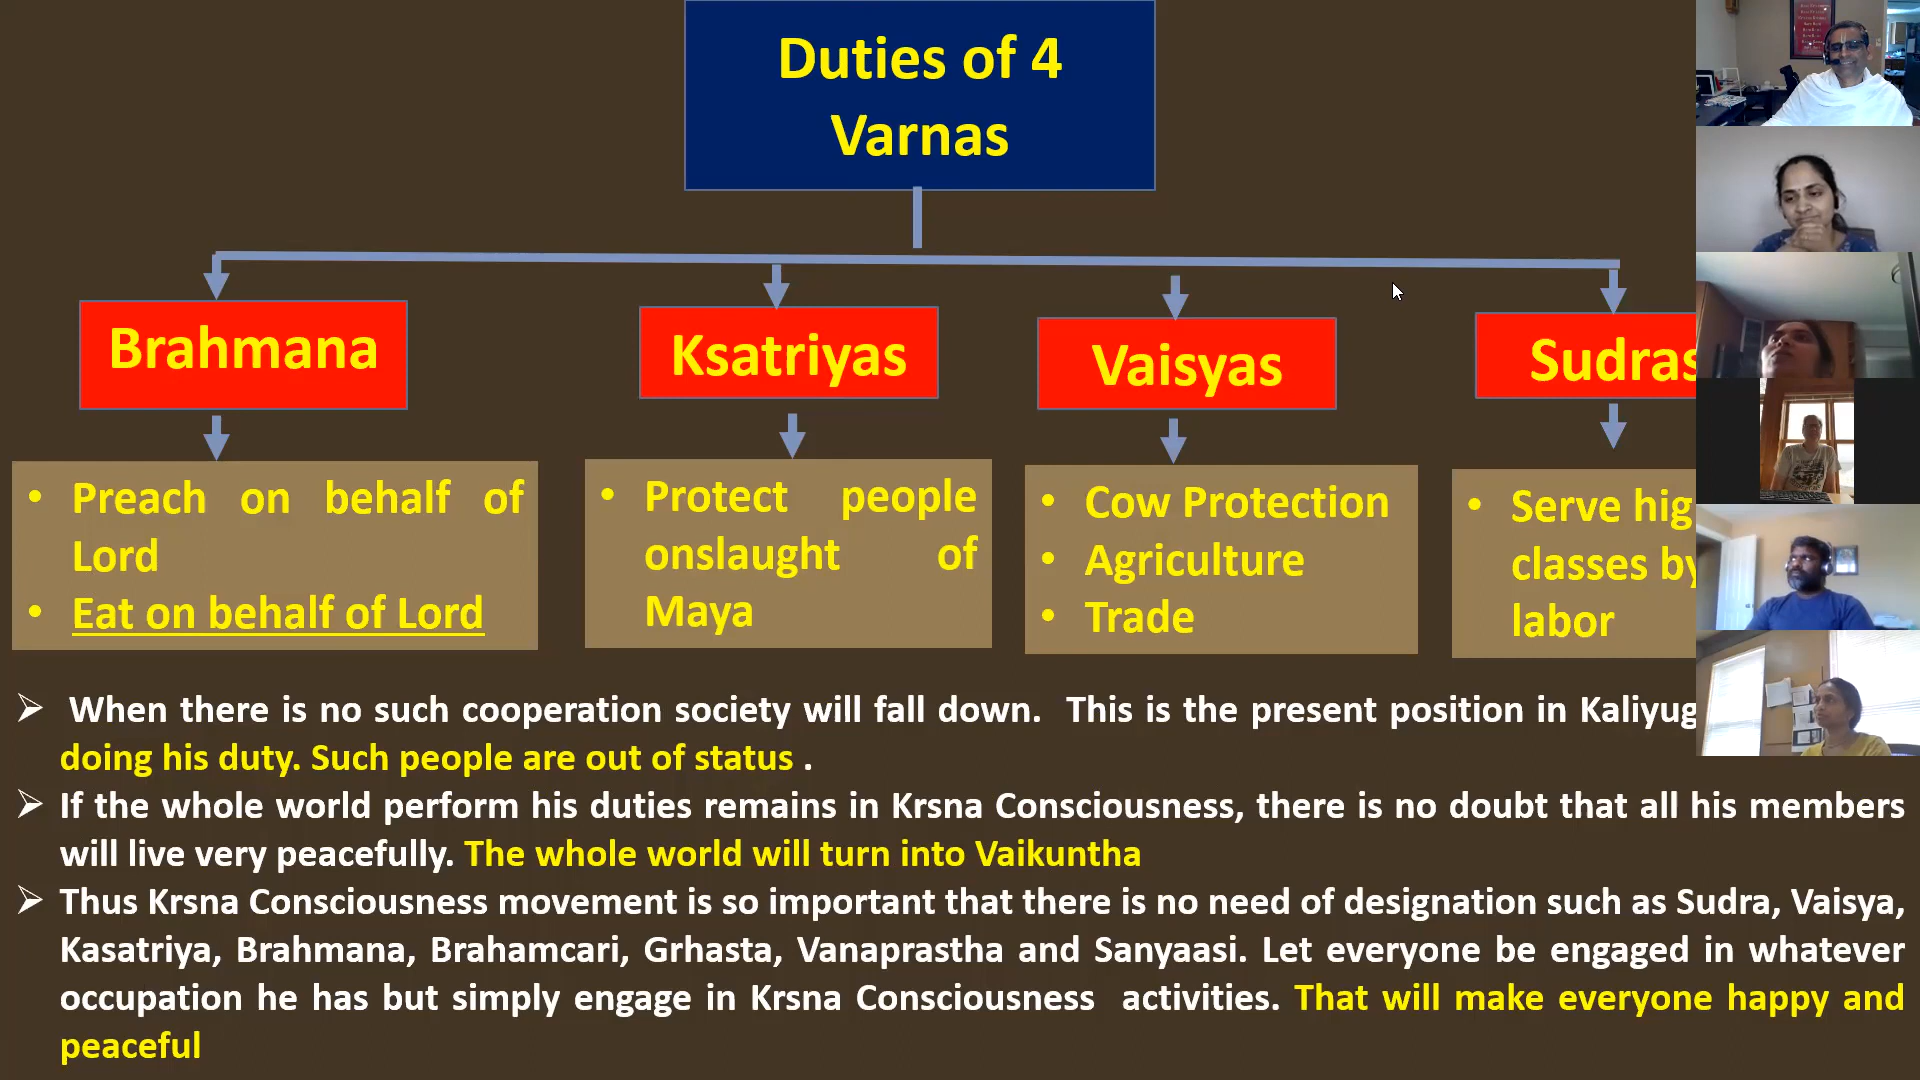 Duties of 4
Varnas
Brahmana
Ksatriyas
Vaisyas
Sudras
• Preach on behalf of
Lord
• Eat on behalf of Lord
• Protect people
onslaught of
Maya
• Cow Protection
• Agriculture
• Trade
• Serve
classes by
labor
➢ When there is no such cooperation society will fall down. This is the present position in
doing his duty. Such people are out of status .
➢ If the whole world perform his duties remains in Krsna Consciousness, there is no doubt that all his members
will live very peacefully. The whole world will turn into Vaikuntha
➢ Thus Krsna Consciousness movement is so important that there is no need of designation such as Sudra, Vaisya,
Kasatriya, Brahmana, Brahamcari, Grhasta, Vanaprastha and Sanyaasi. Let everyone be engaged in whatever
occupation he has but simply engage in Krsna Consciousness activities. That will make everyone happy and
peaceful